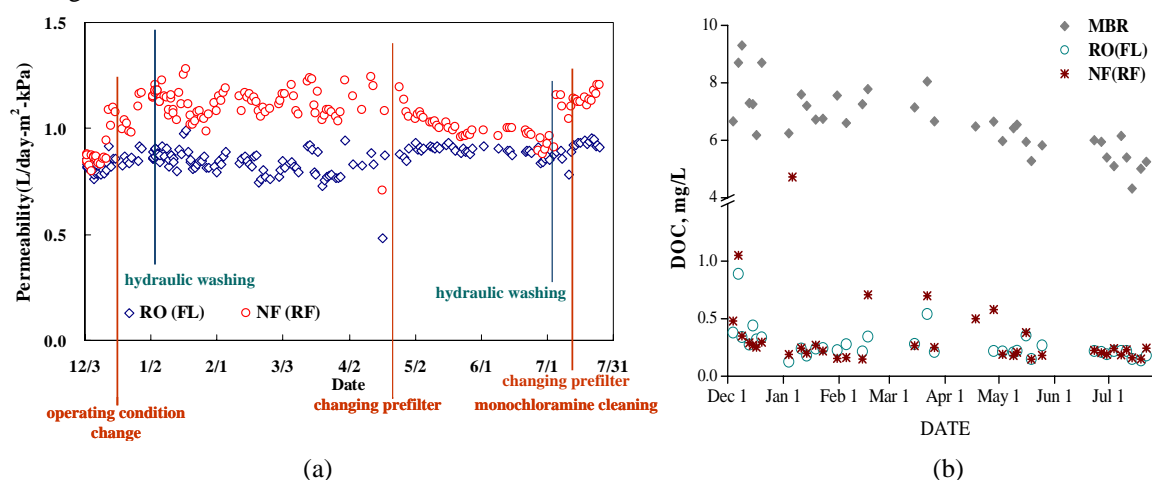 1.5
1.0
0.5
0.0
Permeability(L/day-m²-kPa)
12/3 1/2 2/1 3/3 4/2 5/2 6/1 7/1 7/31
Date
hydraulic washing
hydraulic washing
RO (FL) NF (RF)
operating condition
change
changing prefilter
changing prefilter
monochloramine cleaning
(a)
10
8
6
4
1.0
0.5
0.0
DOC, mg/L
MBR
RO(FL)
NF(RF)
Dec 1 Jan 1 Feb 1 Mar 1 Apr 1 May 1 Jun 1 Jul 1
DATE
(b)